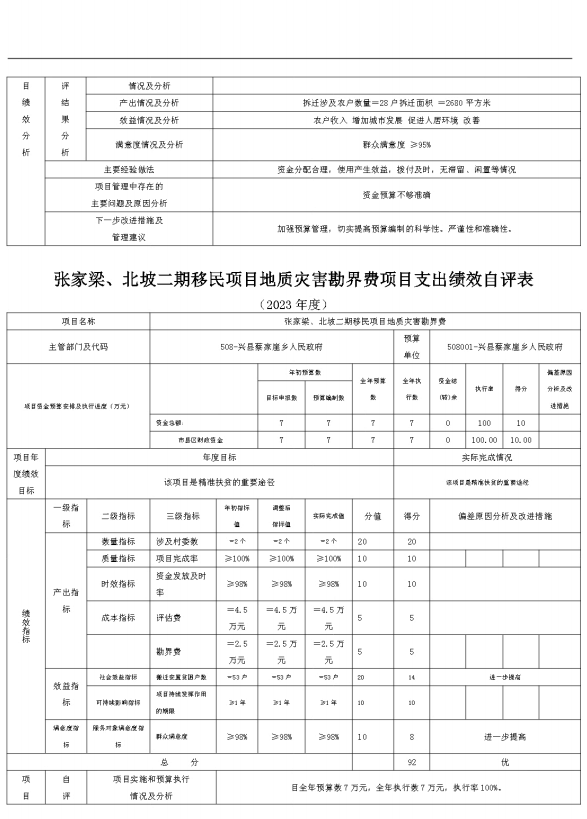 目 评 情况及分析
绩 结 产出情况及分析 拆迁涉及农户数量=28户拆迁面积 =2680平方米
效 果 效益情况及分析 农户收入 增加城市发展 促进人居环境 改善
分 分 满意度情况及分析 群众满意度 ≥95%
析 析
主要经验做法 资金分配合理，使用产生效益，拨付及时，无滞留、闲置等情况
项目管理中存在的
主要问题及原因分析 资金预算不够准确
下一步改进措施及
管理建议 加强预算管理，切实提高预算编制的科学性。严谨性和准确性。
张家梁、北坡二期移民项目地质灾害勘界费项目支出绩效自评表
（2023 年度）
项目名称 张家梁、北坡二期移民项目地质灾害勘界费
主管部门及代码 508-兴县蔡家崖乡人民政府 预算
单位 508001-兴县蔡家崖乡人民政府
项目资金预算安排及执行进度（万元） 年初预算数 全年预算
数 全年执
行数 资金结
(转)余 执行率 得分 偏差原因
分析及改
进措施
目标申报数 预算编制数
资金总额: 7 7 7 7 0 100 10
市县区财政资金 7 7 7 7 0 100.00 10.00
项目年
度绩效
目标 年度目标 实际完成情况
该项目是精准扶贫的重要途径 该项目是精准扶贫的重要途径
绩效指标 一级指
标 二级指标 三级指标 年初指标
值 调整后
指标值 实际完成值 分值 得分 偏差原因分析及改进措施
产出指
标 数量指标 涉及村委数 =2个 =2个 =2个 20 20
质量指标 项目完成率 ≥100% ≥100% ≥100% 10 10
时效指标 资金发放及时
率 ≥98% ≥98% ≥98% 10 10
成本指标 评估费 =4.5
万元 =4.5 万
元 =4.5 万
元 5 5
勘界费 =2.5
万元 =2.5 万
元 =2.5 万
元 5 5
效益指
标 社会效益指标 搬迁安置贫困户数 =53户 =53户 =53户 20 14 进一步提高
可持续影响指标 项目持续发挥作用
的期限 ≥1年 ≥1年 ≥1年 10 10
满意度指
标 服务对象满意度指
标 群众满意度 ≥98% ≥98% ≥98% 10 8 进一步提高
总 分 92 优
项 自 项目实施和预算执行
目 评 情况及分析 目全年预算数 7 万元，全年执行数 7 万元，执行率 100%。